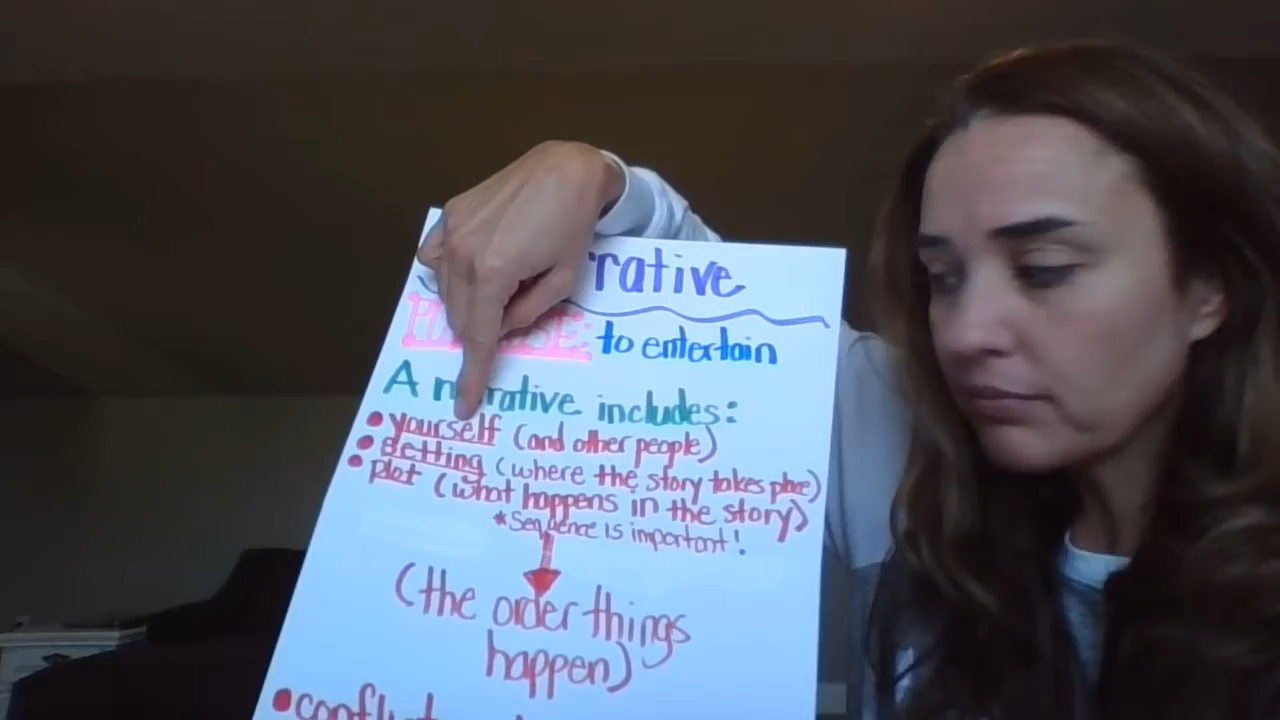 rative
to entertain
A narrative includes:
• yourself (and other people)
• setting (where the story takes place)
• plot (what happens in the story)
*Sequence is important!
(the order things
happen)